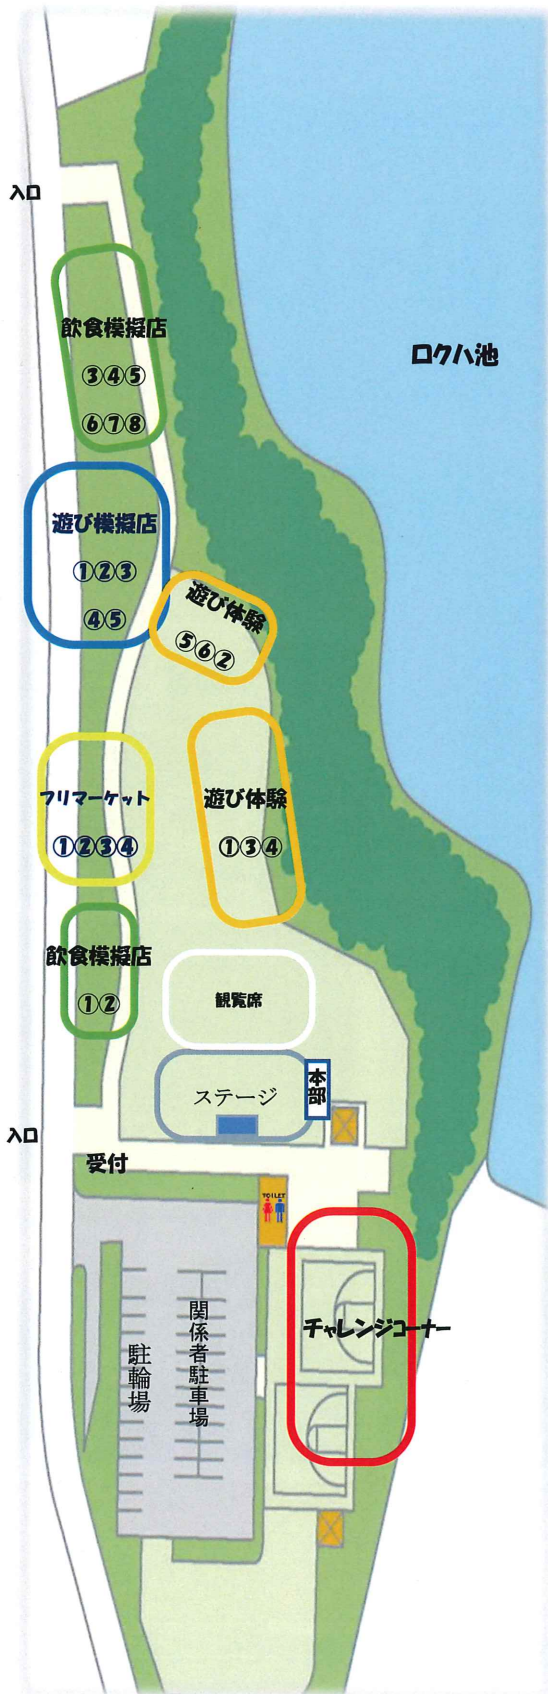 入口
ロクハ池
飲食模擬店
③④⑤
⑥⑦⑧
遊び模擬店
①②③
④⑤
遊び体験
⑤⑥②
フリマーケット
①②③④
遊び体験
①③④
飲食模擬店
①②
観覧席
ステージ
本部
入口
受付
TOILET
チャレンジコーナー
関係者駐車場
駐輪場